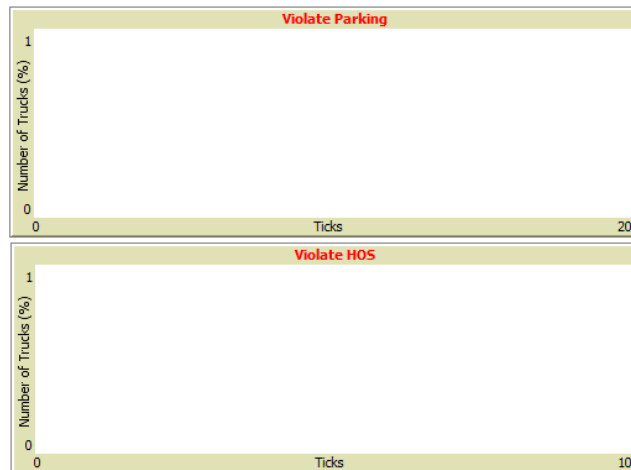 Violate Parking
1
Number of Trucks (%)
0
0 Ticks 20
Violate HOS
1
Number of Trucks (%)
0
0 Ticks 10